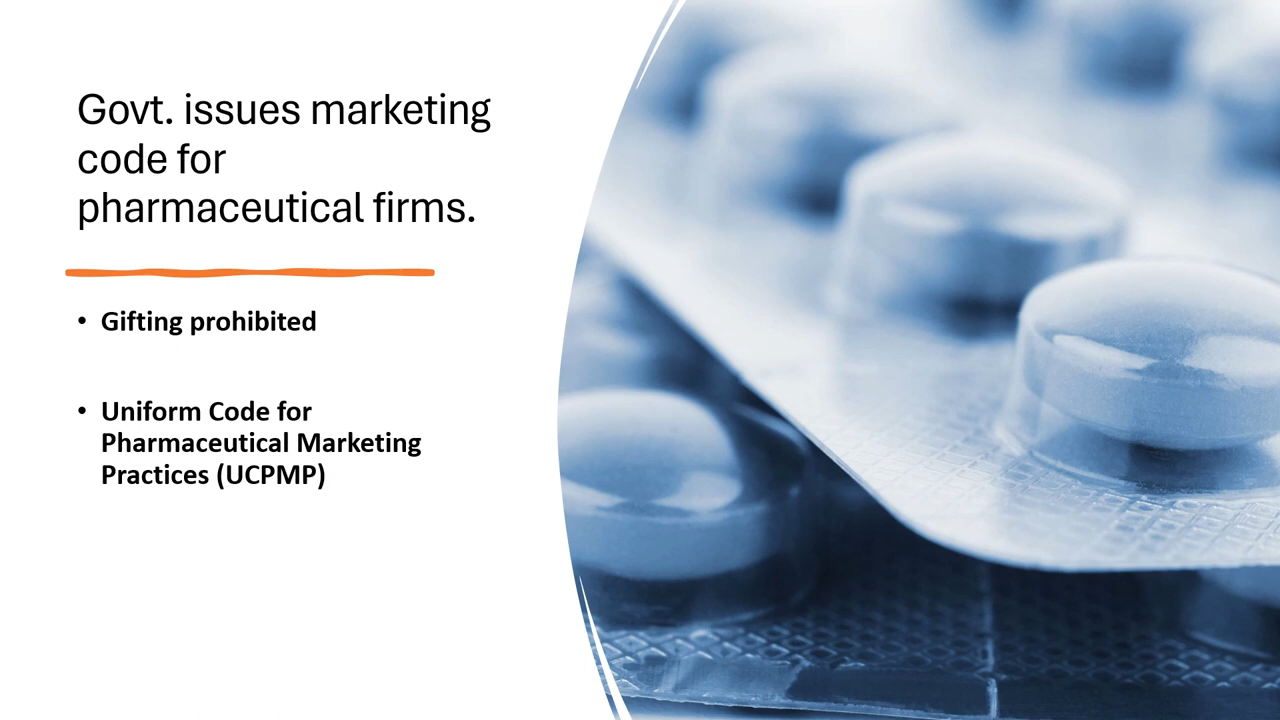 Govt. issues marketing
code for
pharmaceutical firms.
• Gifting prohibited
• Uniform Code for
Pharmaceutical Marketing
Practices (UCPMP)